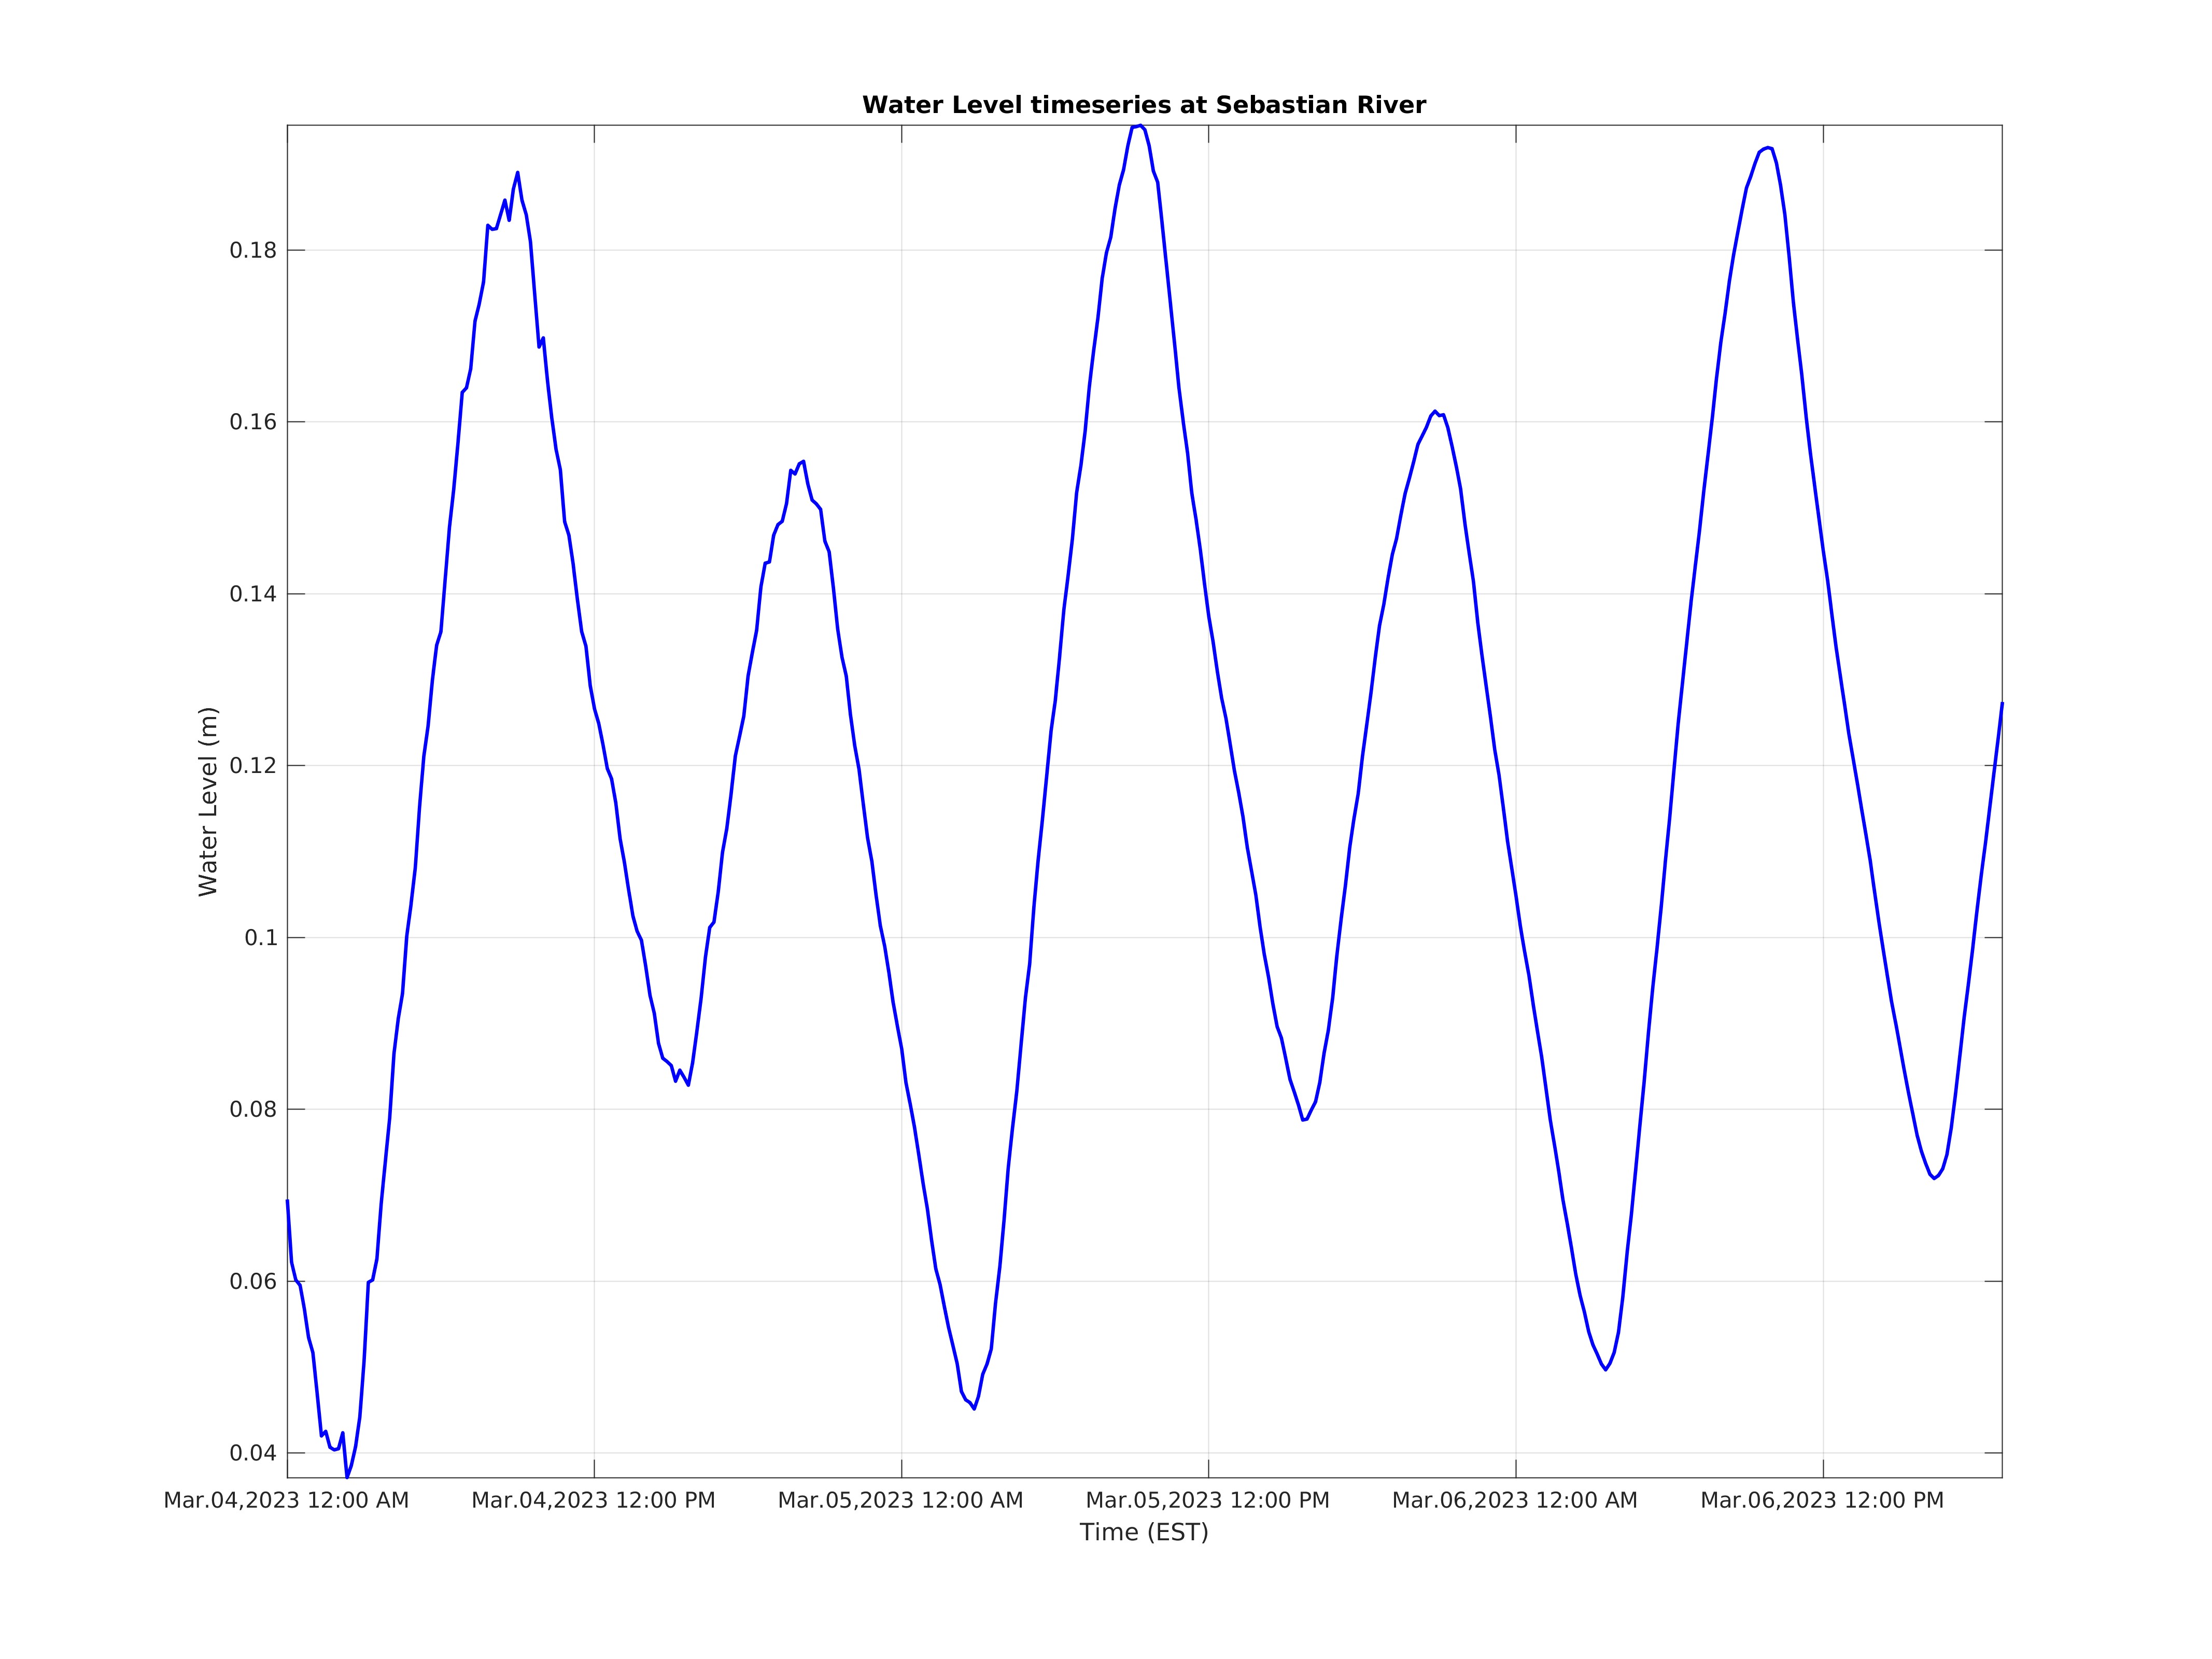 Water Level timeseries at Sebastian River
0.18
0.16
0.14
0.12
0.1
0.08
0.06
0.04
Water Level (m)
Mar.04,2023 12:00 AM
Mar.04,2023 12:00 PM
Mar.05,2023 12:00 AM
Mar.05,2023 12:00 PM
Mar.06,2023 12:00 AM
Mar.06,2023 12:00 PM
Time (EST)